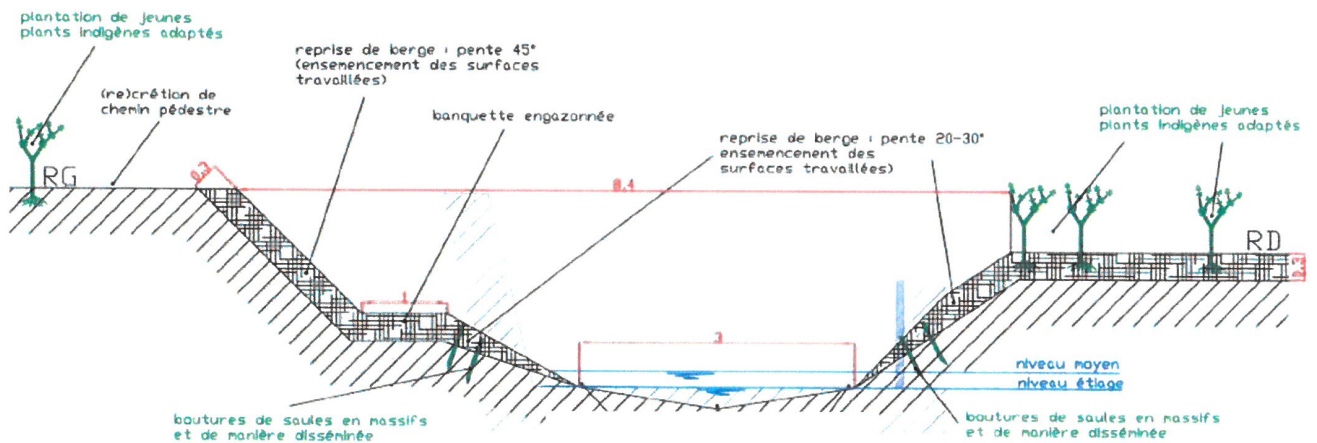 plantation de jeunes
plants indigènes adaptés
reprise de berge : pente 45°
(ensemencement des surfaces
travaillées)
(re)crétion de
chemin pédestre
banquette engazonnée
reprise de berge : pente 20-30°
ensemencement des
surfaces travaillées)
plantation de jeunes
plants indigènes adaptés
RG
0.3
8.4
RD
0.3
1
3
niveau moyen
niveau étiage
boutures de saules en massifs
et de manière disséminée
boutures de saules en massifs
et de manière disséminée